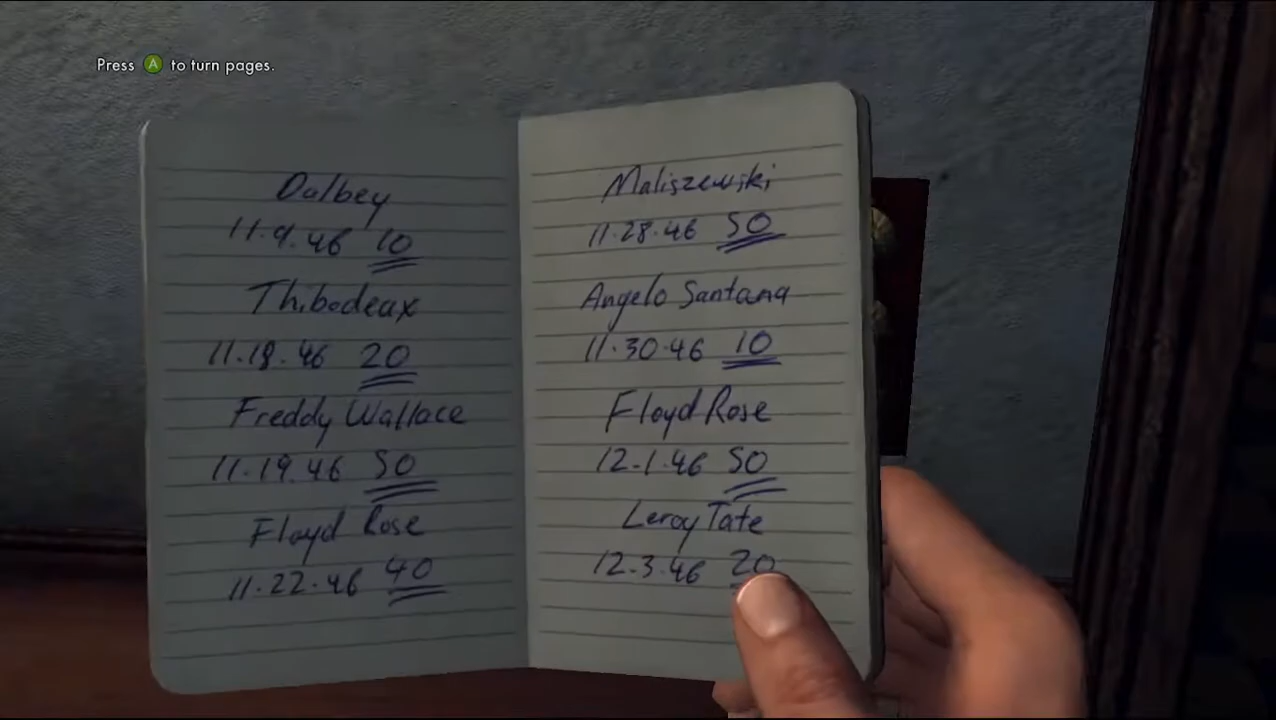 Press A to turn pages.
Dalbey
11.9.46 10
Thibodeax
11.18.46 20
Freddy Wallace
11.19.46 50
Floyd Rose
11.22.46 40
Maliszewski
11.28.46 50
Angelo Santana
11.30.46 10
Floyd Rose
12.1.46 50
Leroy Tate
12.3.46 20